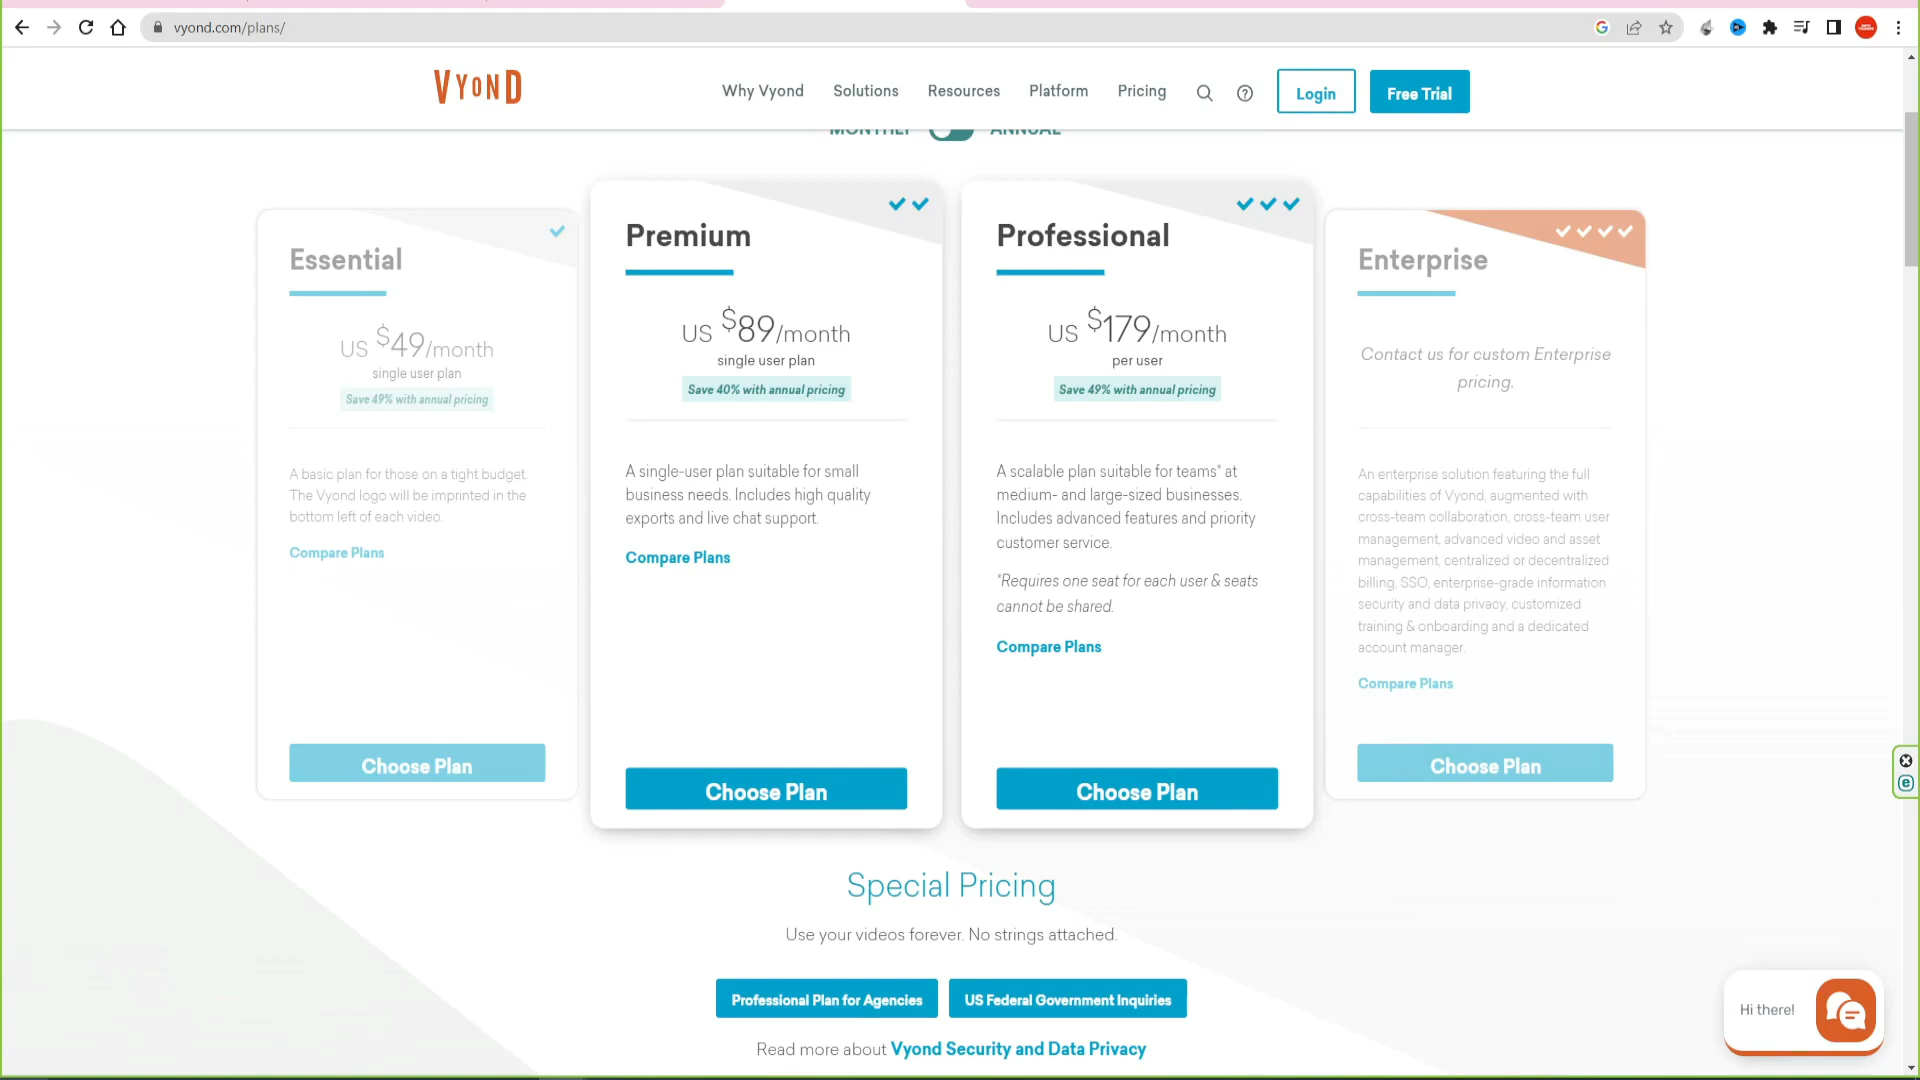 vyond.com/plans/
VYOND
Why Vyond
Solutions
Resources
Platform
Pricing
Login
Free Trial
MONTHLY
ANNUAL
Essential
US $49/month
single user plan
Save 49% with annual pricing
A basic plan for those on a tight budget.
The Vyond logo will be imprinted in the
bottom left of each video.
Compare Plans
Choose Plan
Premium
US $89/month
single user plan
Save 40% with annual pricing
A single-user plan suitable for small
business needs. Includes high quality
exports and live chat support.
Compare Plans
Choose Plan
Professional
US $179/month
per user
Save 49% with annual pricing
A scalable plan suitable for teams* at
medium- and large-sized businesses.
Includes advanced features and priority
customer service.
*Requires one seat for each user & seats
cannot be shared.
Compare Plans
Choose Plan
Enterprise
Contact us for custom Enterprise
pricing.
An enterprise solution featuring the full
capabilities of Vyond, augmented with
cross-team collaboration, cross-team user
management, advanced video and asset
management, centralized or decentralized
billing, SSO, enterprise-grade information
security and data privacy, customized
training & onboarding and a dedicated
account manager.
Compare Plans
Choose Plan
Special Pricing
Use your videos forever. No strings attached.
Professional Plan for Agencies
US Federal Government Inquiries
Read more about Vyond Security and Data Privacy
Hi there!